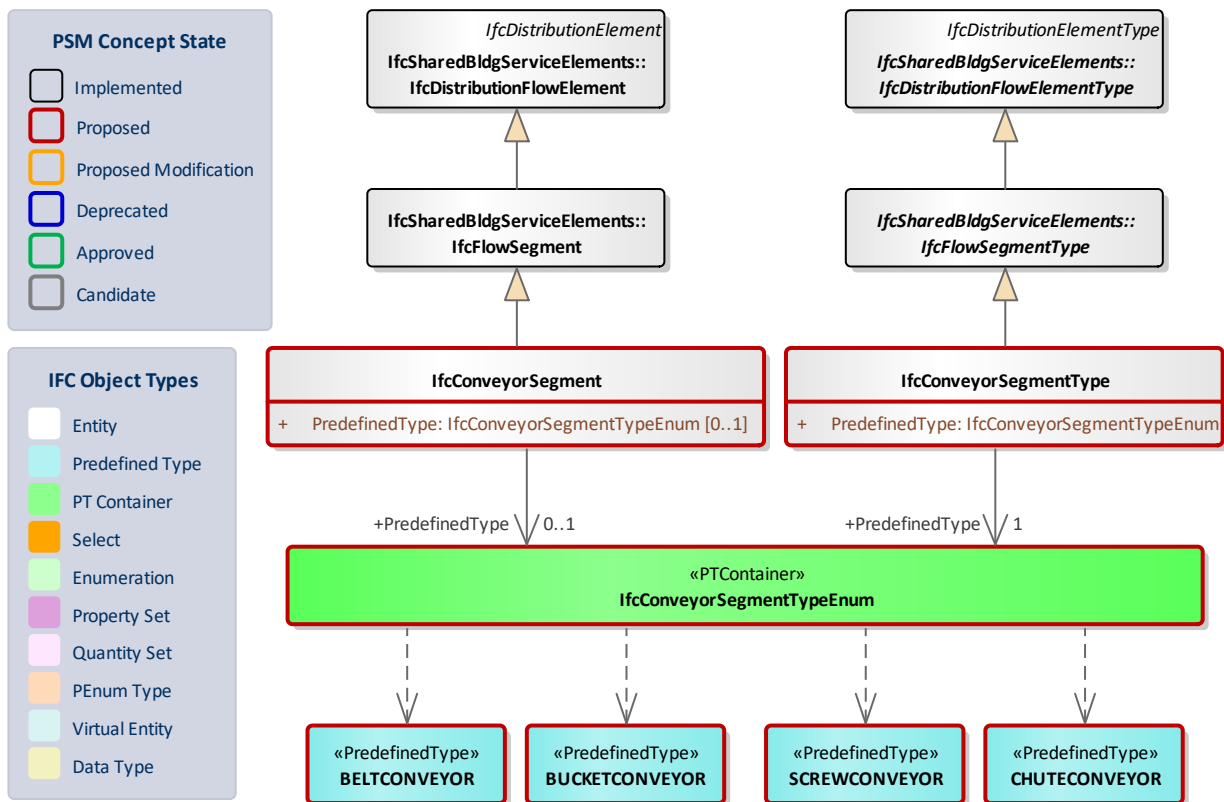 PSM Concept State
Implemented
Proposed
Proposed Modification
Deprecated
Approved
Candidate
IFC Object Types
Entity
Predefined Type
PT Container
Select
Enumeration
Property Set
Quantity Set
PEnum Type
Virtual Entity
Data Type
IfcDistributionElement
IfcSharedBldgServiceElements::
IfcDistributionFlowElement
IfcDistributionElementType
IfcSharedBldgServiceElements::
IfcDistributionFlowElementType
IfcSharedBldgServiceElements::
IfcFlowSegment
IfcSharedBldgServiceElements::
IfcFlowSegmentType
IfcConveyorSegment
+ PredefinedType: IfcConveyorSegmentTypeEnum [0..1]
IfcConveyorSegmentType
+ PredefinedType: IfcConveyorSegmentTypeEnum
+PredefinedType 0..1
+PredefinedType 1
«PTContainer»
IfcConveyorSegmentTypeEnum
«PredefinedType»
BELTCONVEYOR
«PredefinedType»
BUCKETCONVEYOR
«PredefinedType»
SCREWCONVEYOR
«PredefinedType»
CHUTECONVEYOR